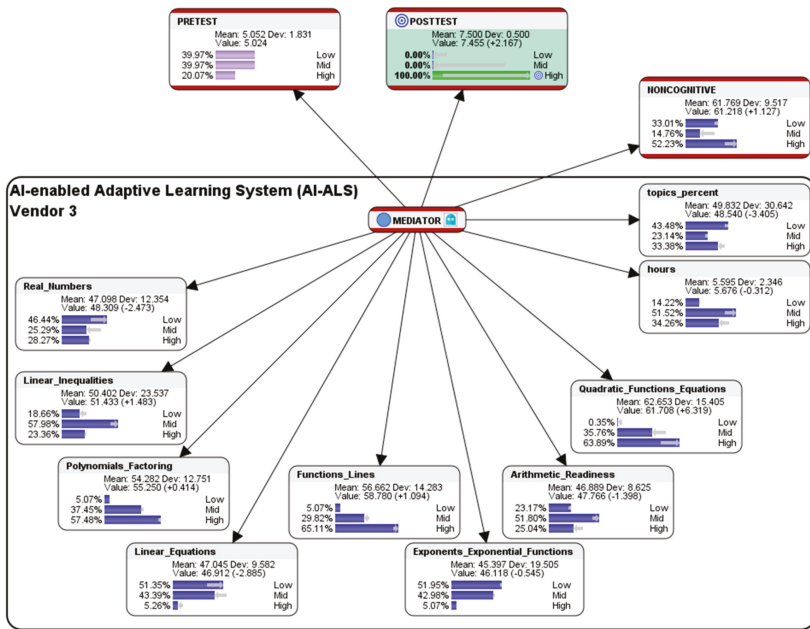 PRETEST
Mean: 5.052 Dev: 1.831
Value: 5.024
39.97% Low
39.97% Mid
20.07% High
POSTTEST
Mean: 7.500 Dev: 0.500
Value: 7.455 (+2.167)
0.00% Low
0.00% Mid
100.00% High
NONCOGNITIVE
Mean: 61.769 Dev: 9.517
Value: 61.218 (+1.127)
33.01% Low
14.76% Mid
52.23% High
AI-enabled Adaptive Learning System (AI-ALS)
Vendor 3
MEDIATOR
topics_percent
Mean: 49.832 Dev: 30.642
Value: 48.540 (-3.405)
43.48% Low
23.14% Mid
33.38% High
hours
Mean: 5.595 Dev: 2.346
Value: 5.676 (-0.312)
14.22% Low
51.52% Mid
34.26% High
Real_Numbers
Mean: 47.098 Dev: 12.354
Value: 48.309 (-2.473)
46.44% Low
25.29% Mid
28.27% High
Linear_Inequalities
Mean: 50.402 Dev: 23.537
Value: 51.433 (+1.483)
18.66% Low
57.98% Mid
23.36% High
Quadratic_Functions_Equations
Mean: 62.653 Dev: 15.405
Value: 61.708 (+6.319)
0.35% Low
35.76% Mid
63.89% High
Polynomials_Factoring
Mean: 54.282 Dev: 12.751
Value: 55.250 (+0.414)
5.07% Low
37.45% Mid
57.48% High
Functions_Lines
Mean: 56.662 Dev: 14.283
Value: 58.780 (+1.094)
5.07% Low
29.82% Mid
65.11% High
Arithmetic_Readiness
Mean: 46.889 Dev: 8.625
Value: 47.766 (-1.398)
23.17% Low
51.80% Mid
25.04% High
Linear_Equations
Mean: 47.045 Dev: 9.582
Value: 46.912 (-2.885)
51.35% Low
43.39% Mid
5.26% High
Exponents_Exponential_Functions
Mean: 45.397 Dev: 19.505
Value: 46.118 (-0.545)
51.95% Low
42.98% Mid
5.07% High